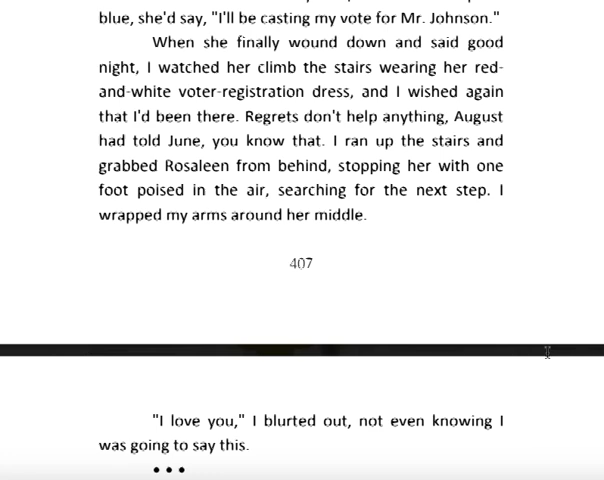 blue, she'd say, "I'll be casting my vote for Mr. Johnson."
When she finally wound down and said good
night, I watched her climb the stairs wearing her red-
and-white voter-registration dress, and I wished again
that I'd been there. Regrets don't help anything, August
had told June, you know that. I ran up the stairs and
grabbed Rosaleen from behind, stopping her with one
foot poised in the air, searching for the next step. I
wrapped my arms around her middle.
407
"I love you," I blurted out, not even knowing I
was going to say this.
• • •